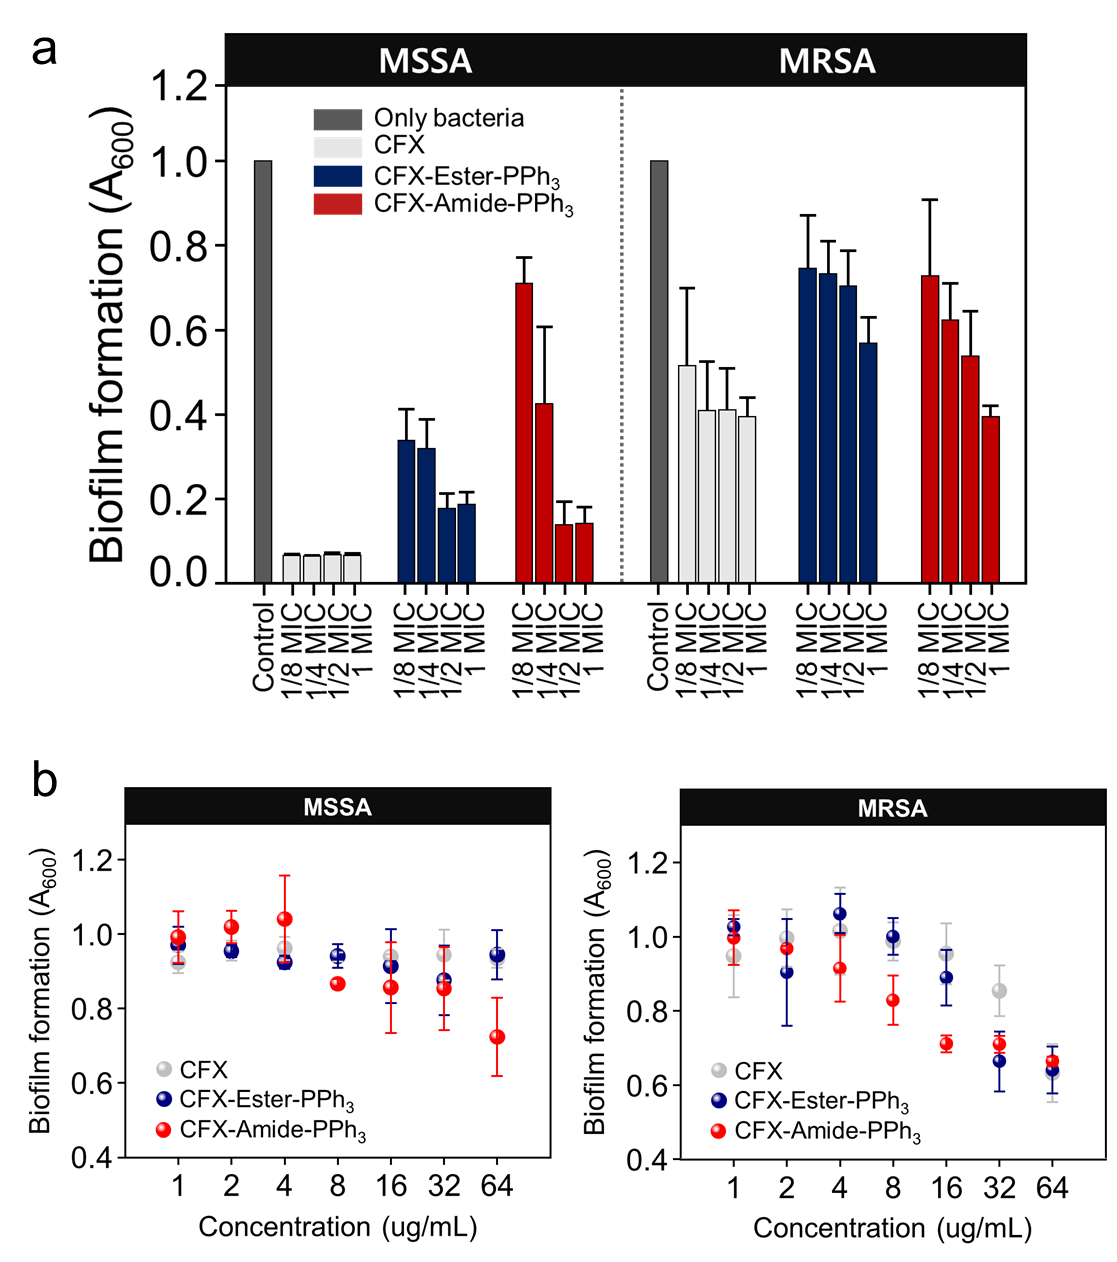 a
MSSA
MRSA
Biofilm formation (A600)
1.2
1.0
0.8
0.6
0.4
0.2
0.0
Only bacteria
CFX
CFX-Ester-PPh3
CFX-Amide-PPh3
Control
1/8 MIC
1/4 MIC
1/2 MIC
1 MIC
1/8 MIC
1/4 MIC
1/2 MIC
1 MIC
1/8 MIC
1/4 MIC
1/2 MIC
1 MIC
Control
1/8 MIC
1/4 MIC
1/2 MIC
1 MIC
1/8 MIC
1/4 MIC
1/2 MIC
1 MIC
1/8 MIC
1/4 MIC
1/2 MIC
1 MIC
b
MSSA
Biofilm formation (A600)
1.2
1.0
0.8
0.6
0.4
CFX
CFX-Ester-PPh3
CFX-Amide-PPh3
1 2 4 8 16 32 64
Concentration (ug/mL)
MRSA
Biofilm formation (A600)
1.2
1.0
0.8
0.6
0.4
CFX
CFX-Ester-PPh3
CFX-Amide-PPh3
1 2 4 8 16 32 64
Concentration (ug/mL)